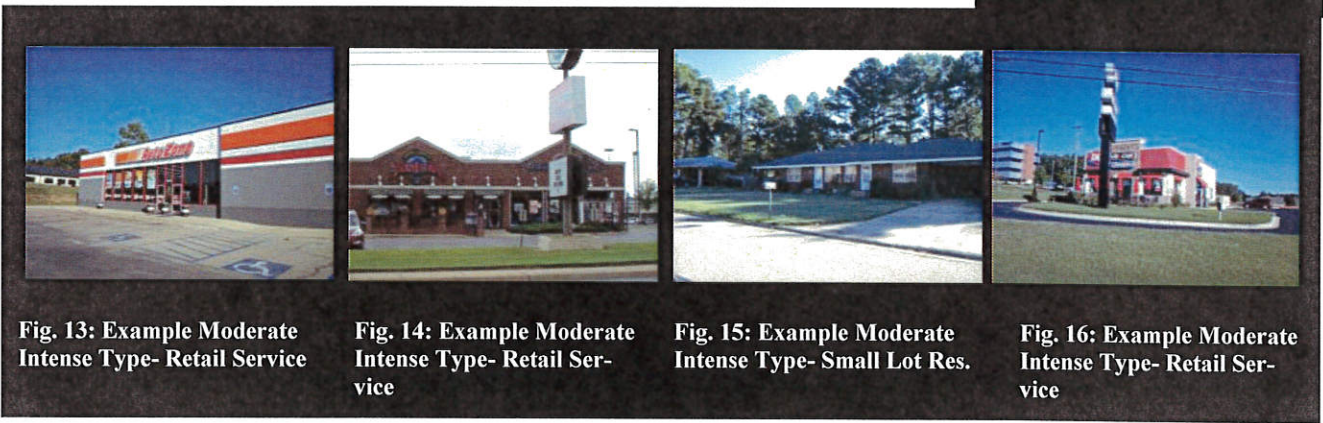 AutoZone
Fig. 13: Example Moderate
Intense Type- Retail Service
Fig. 14: Example Moderate
Intense Type- Retail Ser-
vice
Fig. 15: Example Moderate
Intense Type- Small Lot Res.
Fig. 16: Example Moderate
Intense Type- Retail Ser-
vice